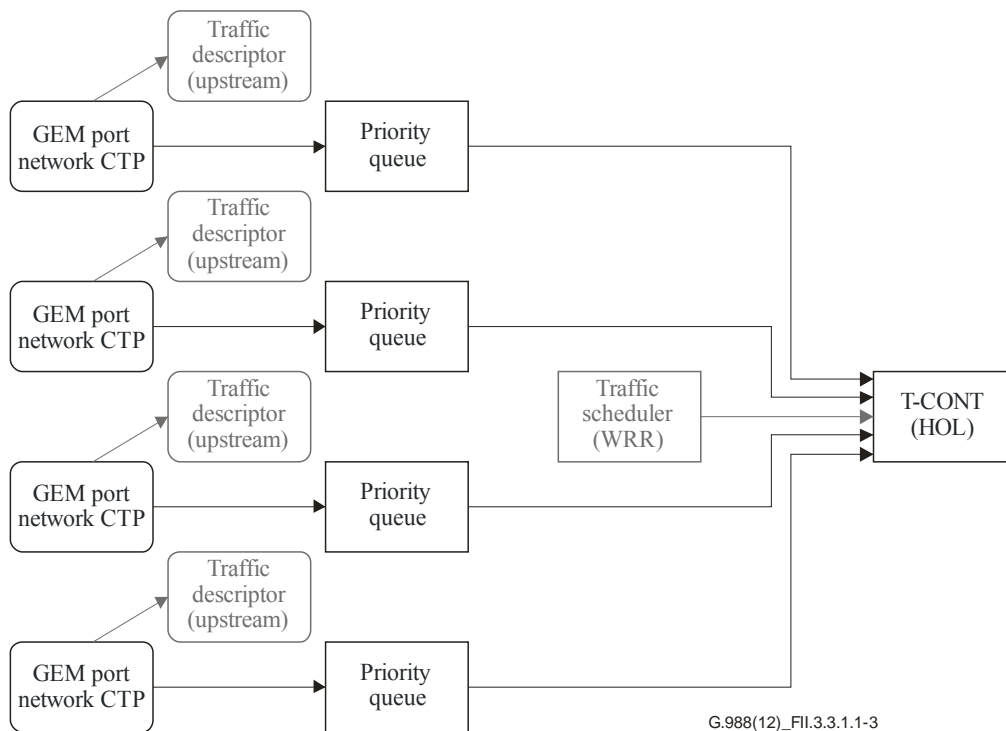 Traffic
descriptor
(upstream)
GEM port
network CTP
Priority
queue
Traffic
descriptor
(upstream)
GEM port
network CTP
Priority
queue
Traffic
scheduler
(WRR)
T-CONT
(HOL)
Traffic
descriptor
(upstream)
GEM port
network CTP
Priority
queue
Traffic
descriptor
(upstream)
GEM port
network CTP
Priority
queue
G.988(12)_FII.3.3.1.1-3